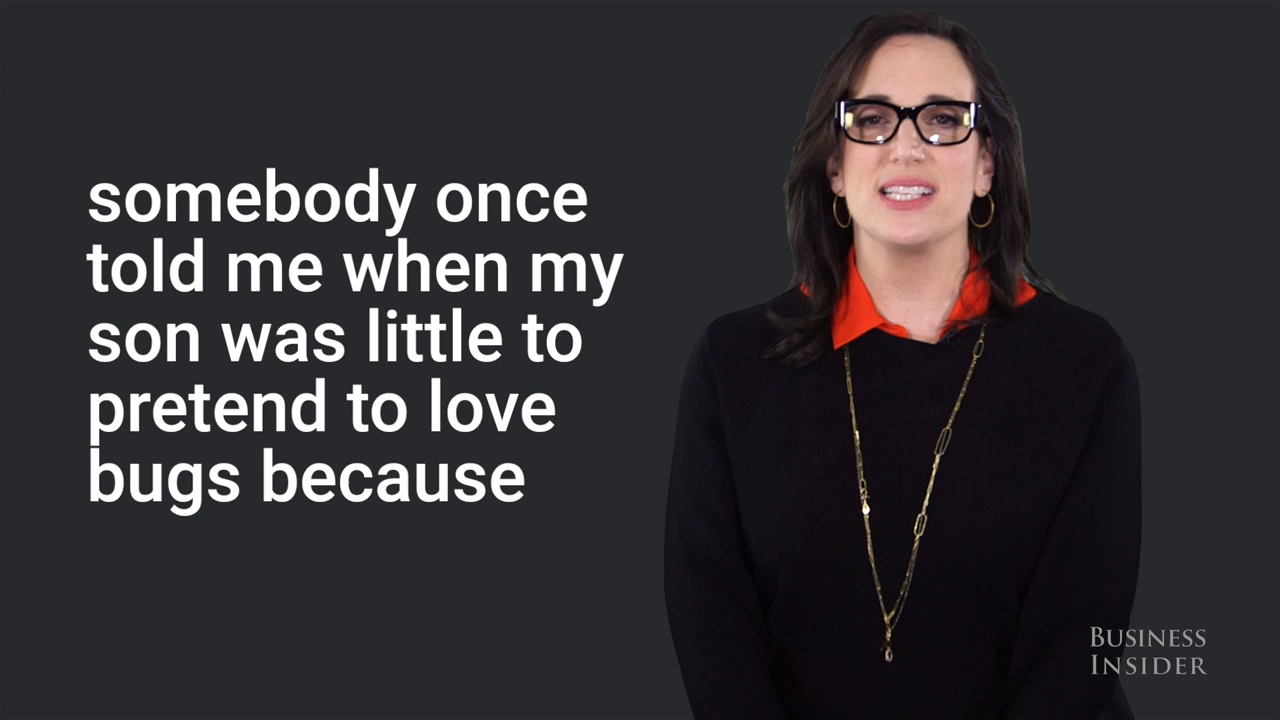 somebody once
told me when my
son was little to
pretend to love
bugs because
BUSINESS
INSIDER